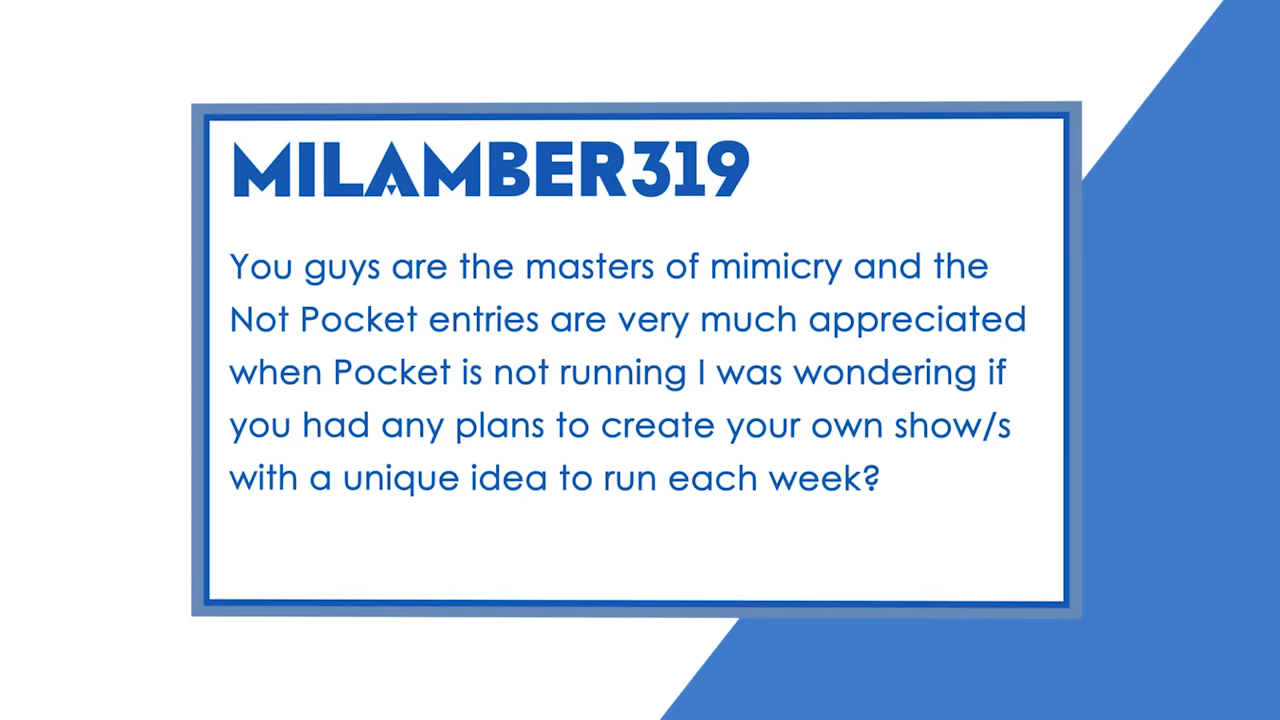 MILAMBER319
You guys are the masters of mimicry and the
Not Pocket entries are very much appreciated
when Pocket is not running I was wondering if
you had any plans to create your own show/s
with a unique idea to run each week?